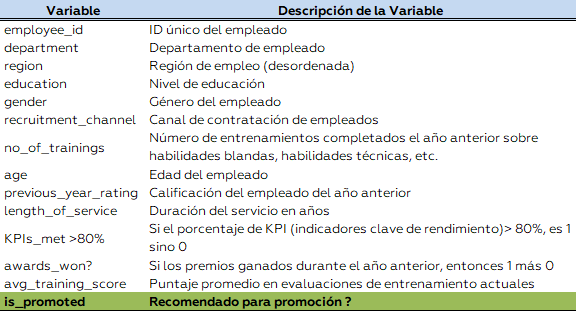 Variable Descripción de la Variable
employee_id ID único del empleado
department Departamento de empleado
region Región de empleo (desordenada)
education Nivel de educación
gender Género del empleado
recruitment_channel Canal de contratación de empleados
no_of_trainings Número de entrenamientos completados el año anterior sobre
habilidades blandas, habilidades técnicas, etc.
age Edad del empleado
previous_year_rating Calificación del empleado del año anterior
length_of_service Duración del servicio en años
KPIs_met >80% Si el porcentaje de KPI (indicadores clave de rendimiento)> 80%, es 1
sino 0
awards_won? Si los premios ganados durante el año anterior, entonces 1 más 0
avg_training_score Puntaje promedio en evaluaciones de entrenamiento actuales
is_promoted Recomendado para promoción ?